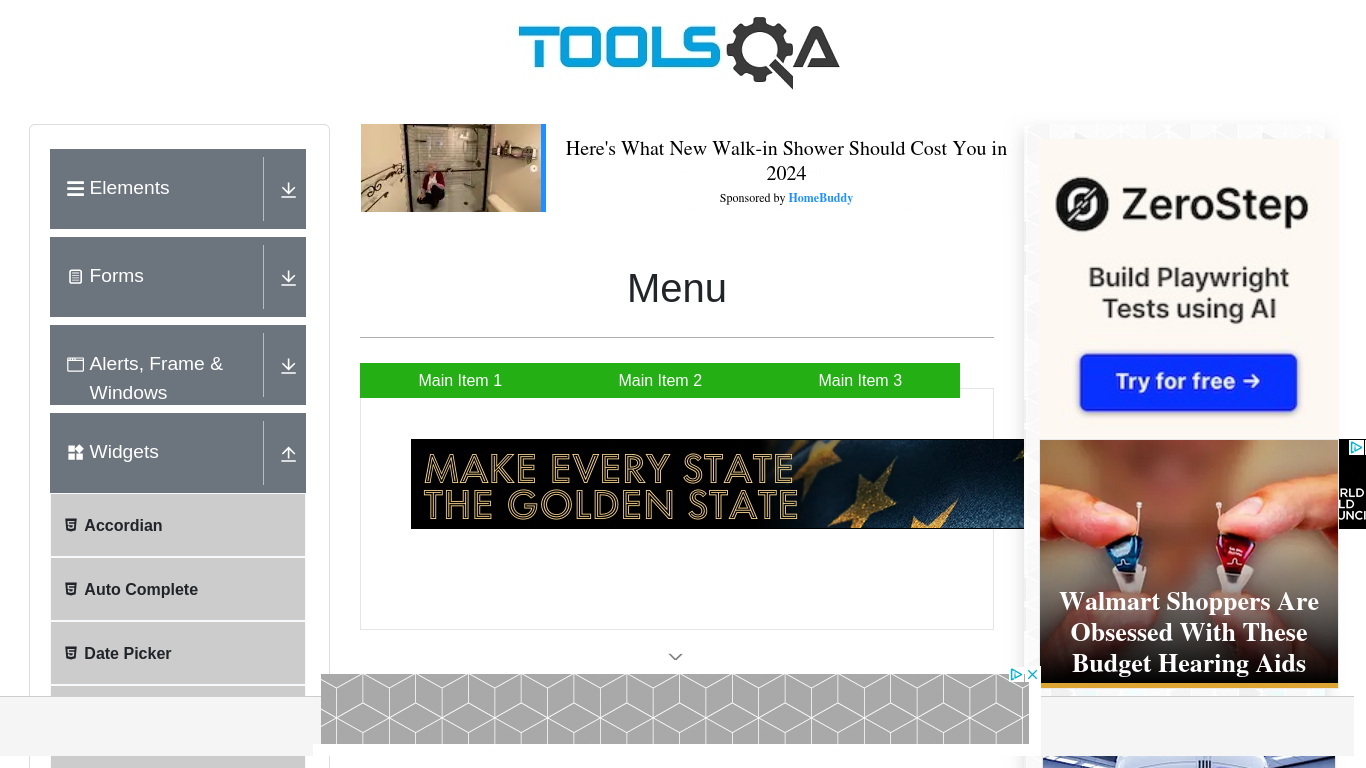 TOOLSQA
Elements
Forms
Alerts, Frame &
Windows
Widgets
Accordian
Auto Complete
Date Picker
Here's What New Walk-in Shower Should Cost You in
2024
Sponsored by HomeBuddy
Menu
Main Item 1
Main Item 2
Main Item 3
MAKE EVERY STATE
THE GOLDEN STATE
ZeroStep
Build Playwright
Tests using AI
Try for free →
Walmart Shoppers Are
Obsessed With These
Budget Hearing Aids